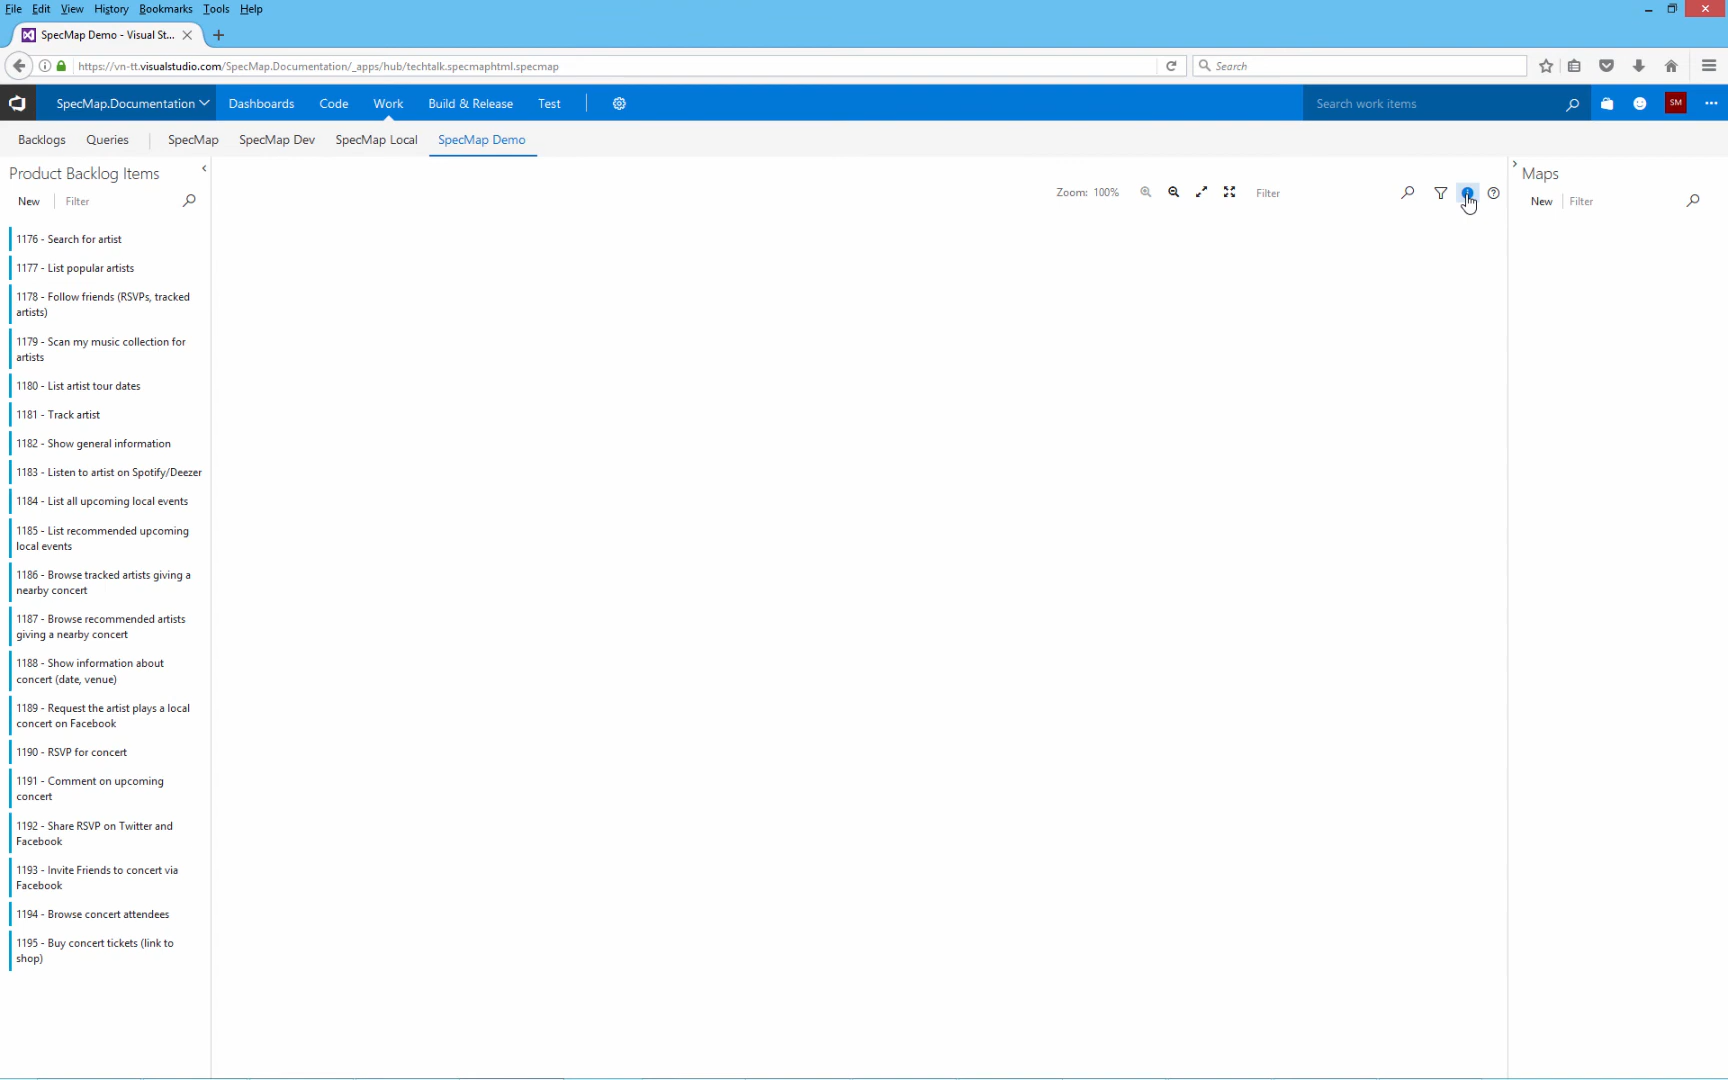 File Edit View History Bookmarks Tools Help
SpecMap Demo - Visual St...
https://vn-tt.visualstudio.com/SpecMap.Documentation/_apps/hub/techtalk.specmaphtml.specmap
Search
SpecMap.Documentation Dashboards Code Work Build & Release Test Search work items SM
Backlogs Queries SpecMap SpecMap Dev SpecMap Local SpecMap Demo
Product Backlog Items
New Filter
Zoom: 100% Filter
Maps
New Filter
1176 - Search for artist
1177 - List popular artists
1178 - Follow friends (RSVPs, tracked
artists)
1179 - Scan my music collection for
artists
1180 - List artist tour dates
1181 - Track artist
1182 - Show general information
1183 - Listen to artist on Spotify/Deezer
1184 - List all upcoming local events
1185 - List recommended upcoming
local events
1186 - Browse tracked artists giving a
nearby concert
1187 - Browse recommended artists
giving a nearby concert
1188 - Show information about
concert (date, venue)
1189 - Request the artist plays a local
concert on Facebook
1190 - RSVP for concert
1191 - Comment on upcoming
concert
1192 - Share RSVP on Twitter and
Facebook
1193 - Invite Friends to concert via
Facebook
1194 - Browse concert attendees
1195 - Buy concert tickets (link to
shop)